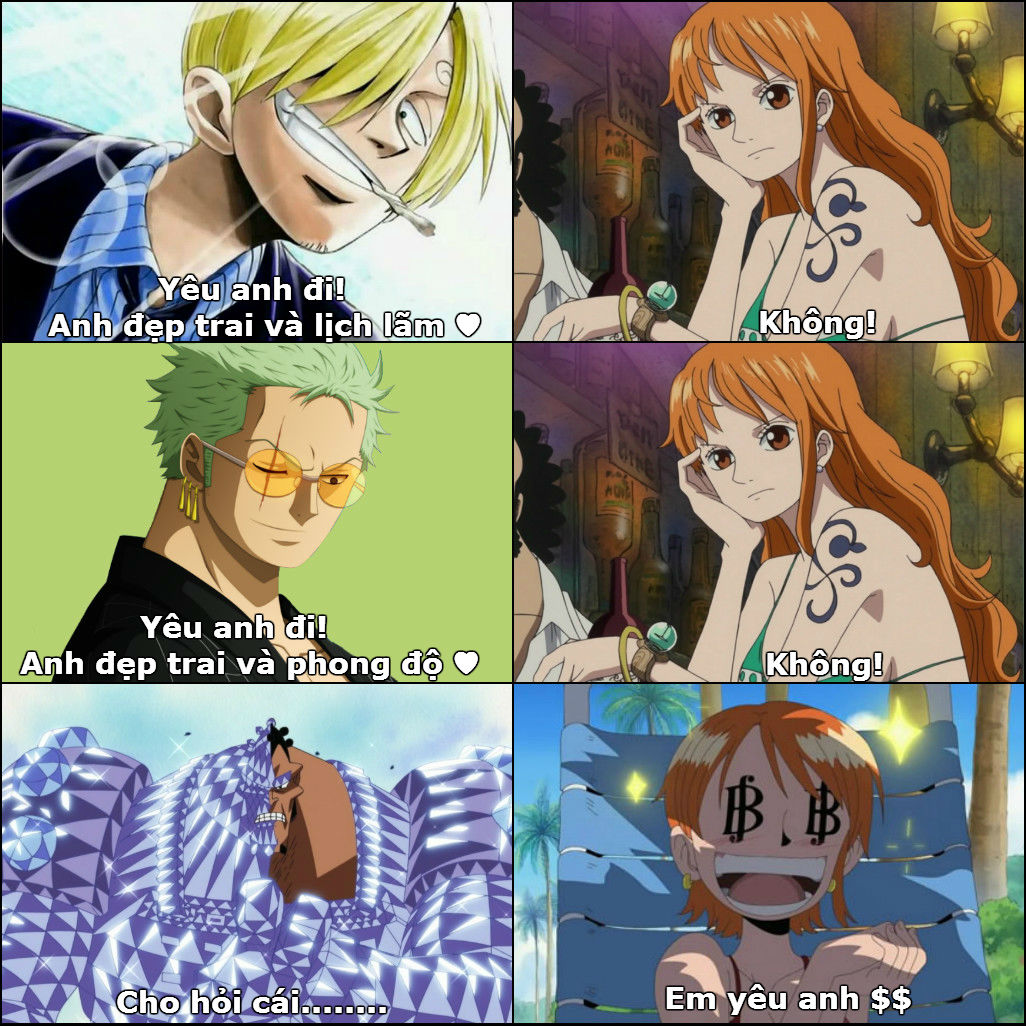 Yêu anh đi!
Anh đẹp trai và lịch lãm ♥
Không!
Yêu anh đi!
Anh đẹp trai và phong độ ♥
Không!
Cho hỏi cái........
Em yêu anh $$